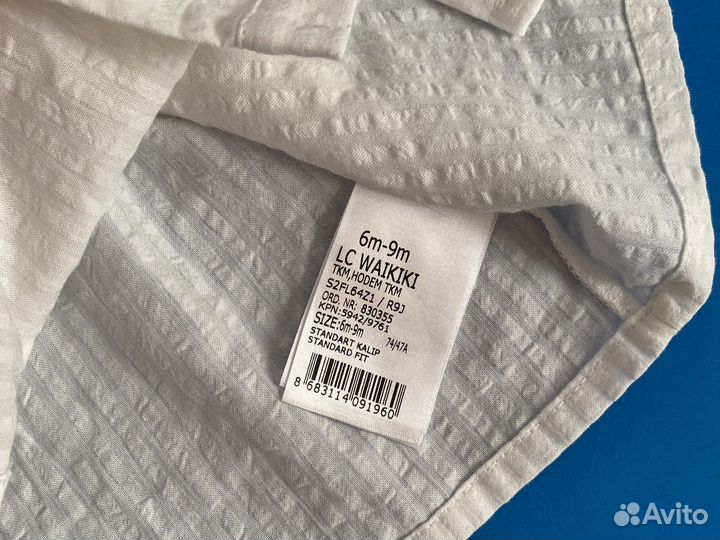 6m-9m
LC WAIKIKI
TKM,HODEM TKM
S2FL64Z1 / R9J
ORD. NR: 830355
KPN:5942/9761
SIZE:6m-9m 74/47A
STANDART KALIP
STANDARD FIT
8 683114 091960
Avito